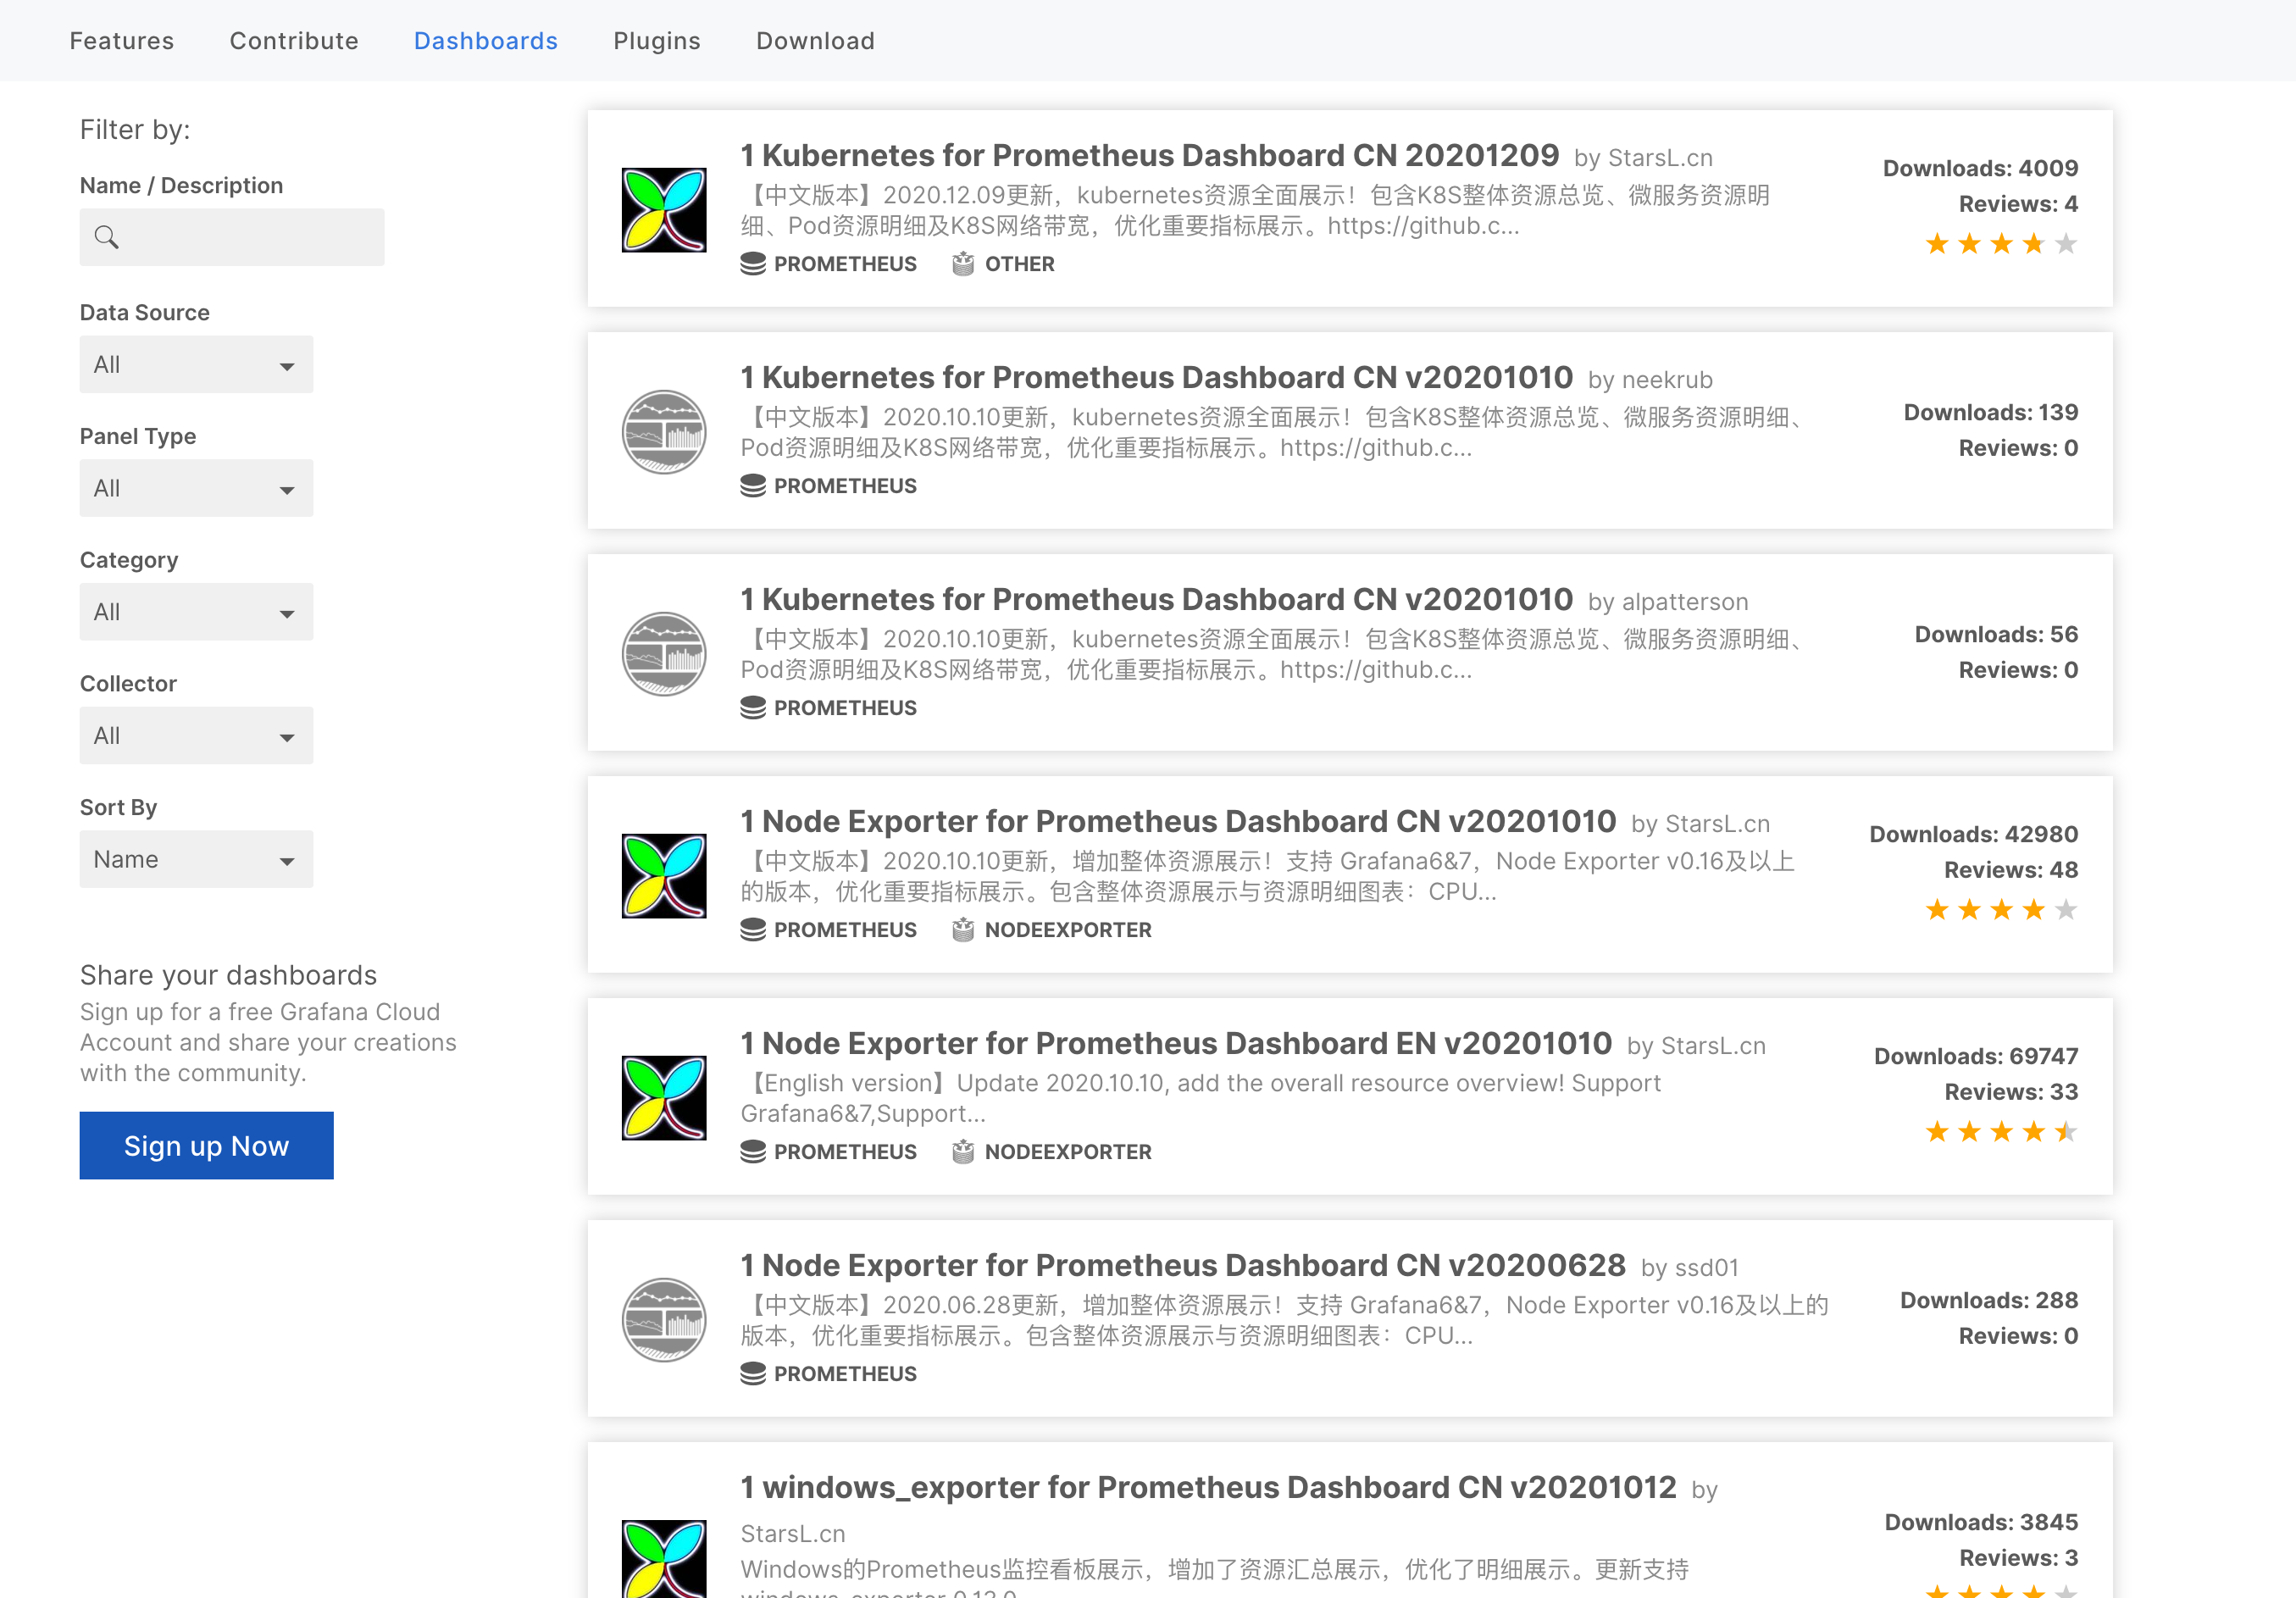 Features Contribute Dashboards Plugins Download
Filter by:
Name / Description
Data Source
All
Panel Type
All
Category
All
Collector
All
Sort By
Name
Share your dashboards
Sign up for a free Grafana Cloud
Account and share your creations
with the community.
Sign up Now
1 Kubernetes for Prometheus Dashboard CN 20201209 by StarsL.cn
【中文版本】2020.12.09更新，kubernetes资源全面展示！包含K8S整体资源总览、微服务资源明
细、Pod资源明细及K8S网络带宽，优化重要指标展示。https://github.c...
PROMETHEUS OTHER
Downloads: 4009
Reviews: 4
1 Kubernetes for Prometheus Dashboard CN v20201010 by neekrub
【中文版本】2020.10.10更新，kubernetes资源全面展示！包含K8S整体资源总览、微服务资源明细、
Pod资源明细及K8S网络带宽，优化重要指标展示。https://github.c...
PROMETHEUS
Downloads: 139
Reviews: 0
1 Kubernetes for Prometheus Dashboard CN v20201010 by alpatterson
【中文版本】2020.10.10更新，kubernetes资源全面展示！包含K8S整体资源总览、微服务资源明细、
Pod资源明细及K8S网络带宽，优化重要指标展示。https://github.c...
PROMETHEUS
Downloads: 56
Reviews: 0
1 Node Exporter for Prometheus Dashboard CN v20201010 by StarsL.cn
【中文版本】2020.10.10更新，增加整体资源展示！支持 Grafana6&7，Node Exporter v0.16及以上
的版本，优化重要指标展示。包含整体资源展示与资源明细图表：CPU...
PROMETHEUS NODEEXPORTER
Downloads: 42980
Reviews: 48
1 Node Exporter for Prometheus Dashboard EN v20201010 by StarsL.cn
【English version】Update 2020.10.10, add the overall resource overview! Support
Grafana6&7,Support...
PROMETHEUS NODEEXPORTER
Downloads: 69747
Reviews: 33
1 Node Exporter for Prometheus Dashboard CN v20200628 by ssd01
【中文版本】2020.06.28更新，增加整体资源展示！支持 Grafana6&7，Node Exporter v0.16及以上的
版本，优化重要指标展示。包含整体资源展示与资源明细图表：CPU...
PROMETHEUS
Downloads: 288
Reviews: 0
1 windows_exporter for Prometheus Dashboard CN v20201012 by
StarsL.cn
Windows的Prometheus监控看板展示，增加了资源汇总展示，优化了明细展示。更新支持
Downloads: 3845
Reviews: 3